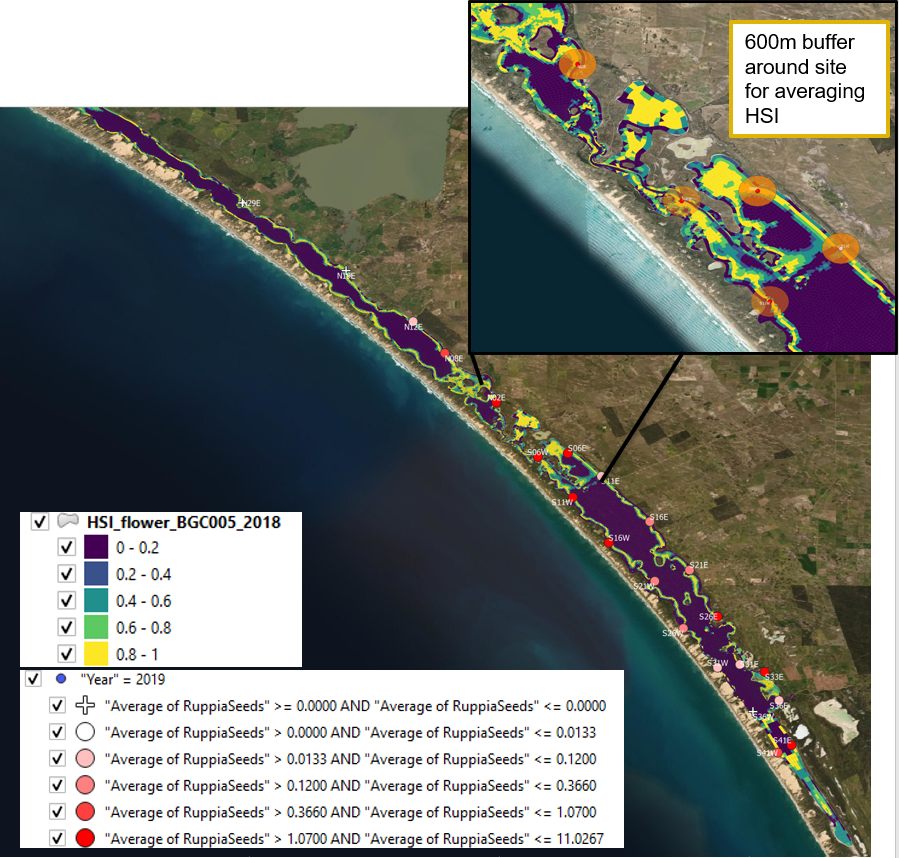 600m buffer
around site
for averaging
HSI
N29E
N19E
N12E
N08E
N02E
S06W
S06E
S11E
S11W
S16E
S16W
S21E
S21W
S26E
S26W
S31W
S31E
S33E
S36E
S36W
S41E
S41W
HSI_flower_BGC005_2018
0 - 0.2
0.2 - 0.4
0.4 - 0.6
0.6 - 0.8
0.8 - 1
"Year" = 2019
"Average of RuppiaSeeds" >= 0.0000 AND "Average of RuppiaSeeds" <= 0.0000
"Average of RuppiaSeeds" > 0.0000 AND "Average of RuppiaSeeds" <= 0.0133
"Average of RuppiaSeeds" > 0.0133 AND "Average of RuppiaSeeds" <= 0.1200
"Average of RuppiaSeeds" > 0.1200 AND "Average of RuppiaSeeds" <= 0.3660
"Average of RuppiaSeeds" > 0.3660 AND "Average of RuppiaSeeds" <= 1.0700
"Average of RuppiaSeeds" > 1.0700 AND "Average of RuppiaSeeds" <= 11.0267